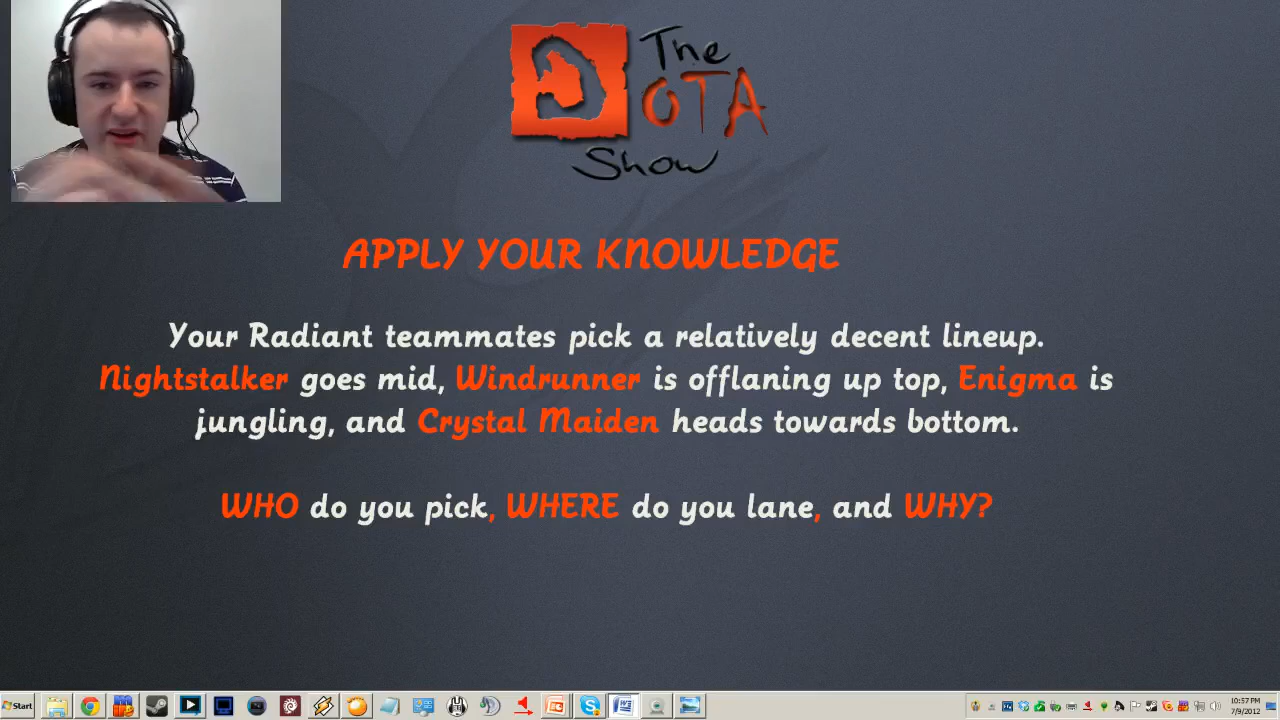 The
DOTA
Show
APPLY YOUR KNOWLEDGE
Your Radiant teammates pick a relatively decent lineup.
Nightstalker goes mid, Windrunner is offlaning up top, Enigma is
jungling, and Crystal Maiden heads towards bottom.
WHO do you pick, WHERE do you lane, and WHY?
Start
10:57 PM
7/9/2012